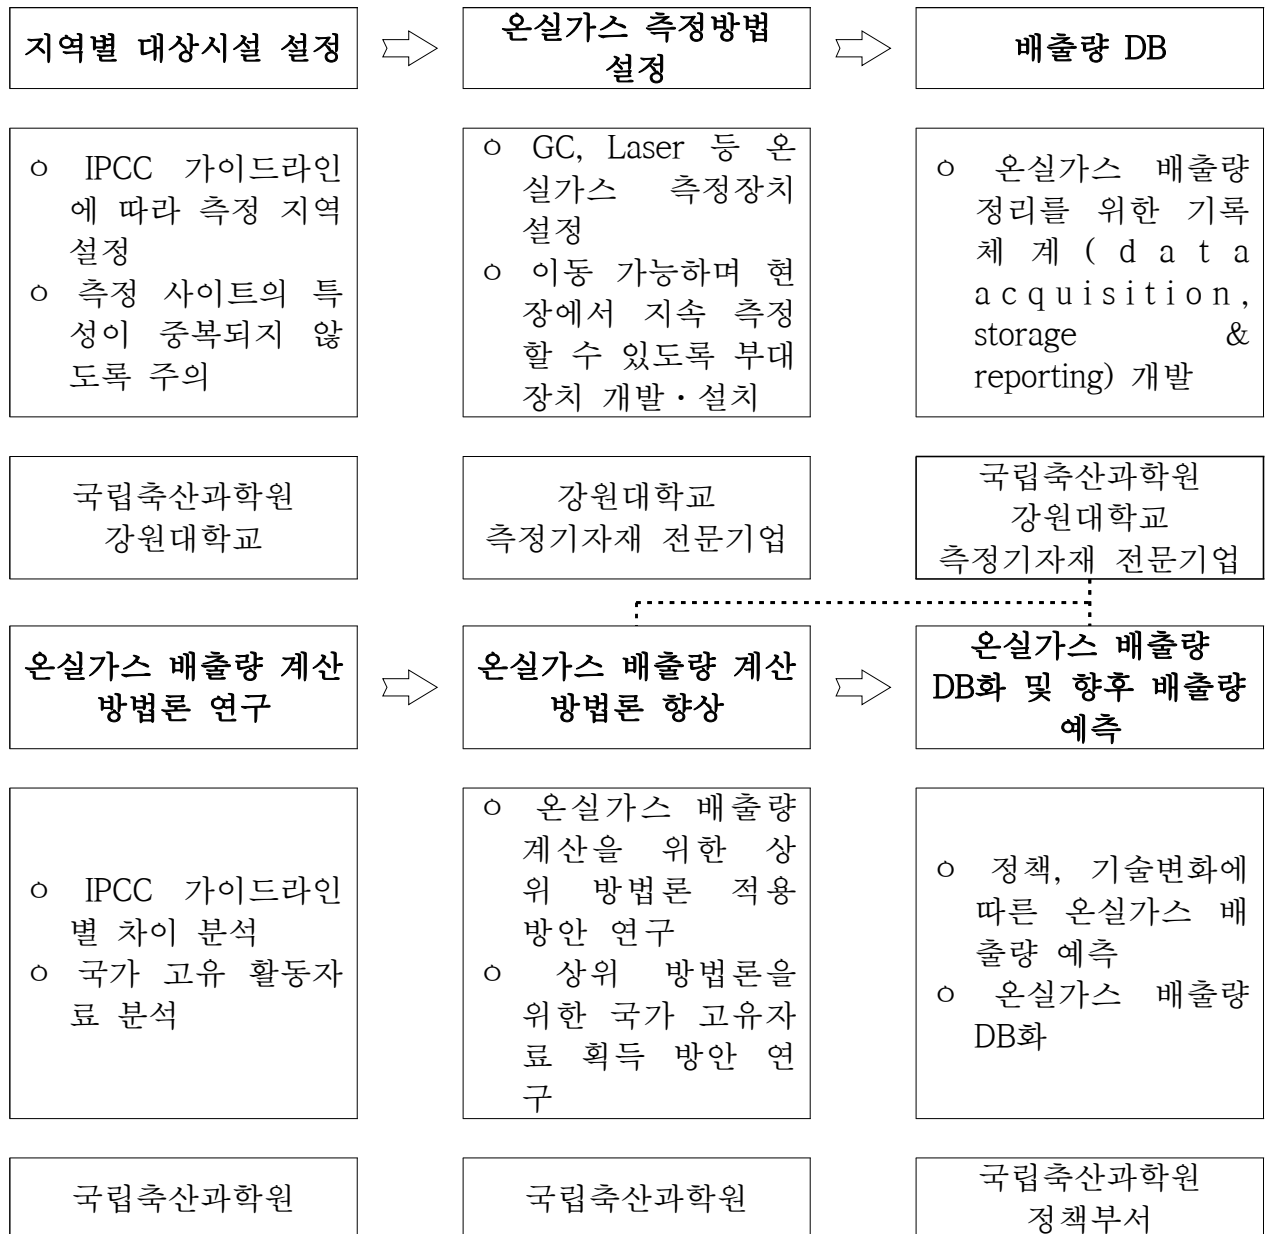 지역별 대상시설 설정
온실가스 측정방법
설정
배출량 DB
ㅇ IPCC 가이드라인
에 따라 측정 지역
설정
ㅇ 측정 사이트의 특
성이 중복되지 않
도록 주의
ㅇ GC, Laser 등 온
실가스 측정장치
설정
ㅇ 이동 가능하며 현
장에서 지속 측정
할 수 있도록 부대
장치 개발・설치
ㅇ 온실가스 배출량
정리를 위한 기록
체계(data
acquisition,
storage &
reporting) 개발
국립축산과학원
강원대학교
강원대학교
측정기자재 전문기업
국립축산과학원
강원대학교
측정기자재 전문기업
온실가스 배출량 계산
방법론 연구
온실가스 배출량 계산
방법론 향상
온실가스 배출량
DB화 및 향후 배출량
예측
ㅇ IPCC 가이드라인
별 차이 분석
ㅇ 국가 고유 활동자
료 분석
ㅇ 온실가스 배출량
계산을 위한 상
위 방법론 적용
방안 연구
ㅇ 상위 방법론을
위한 국가 고유자
료 획득 방안 연
구
ㅇ 정책, 기술변화에
따른 온실가스 배
출량 예측
ㅇ 온실가스 배출량
DB화
국립축산과학원
국립축산과학원
국립축산과학원
정책부서